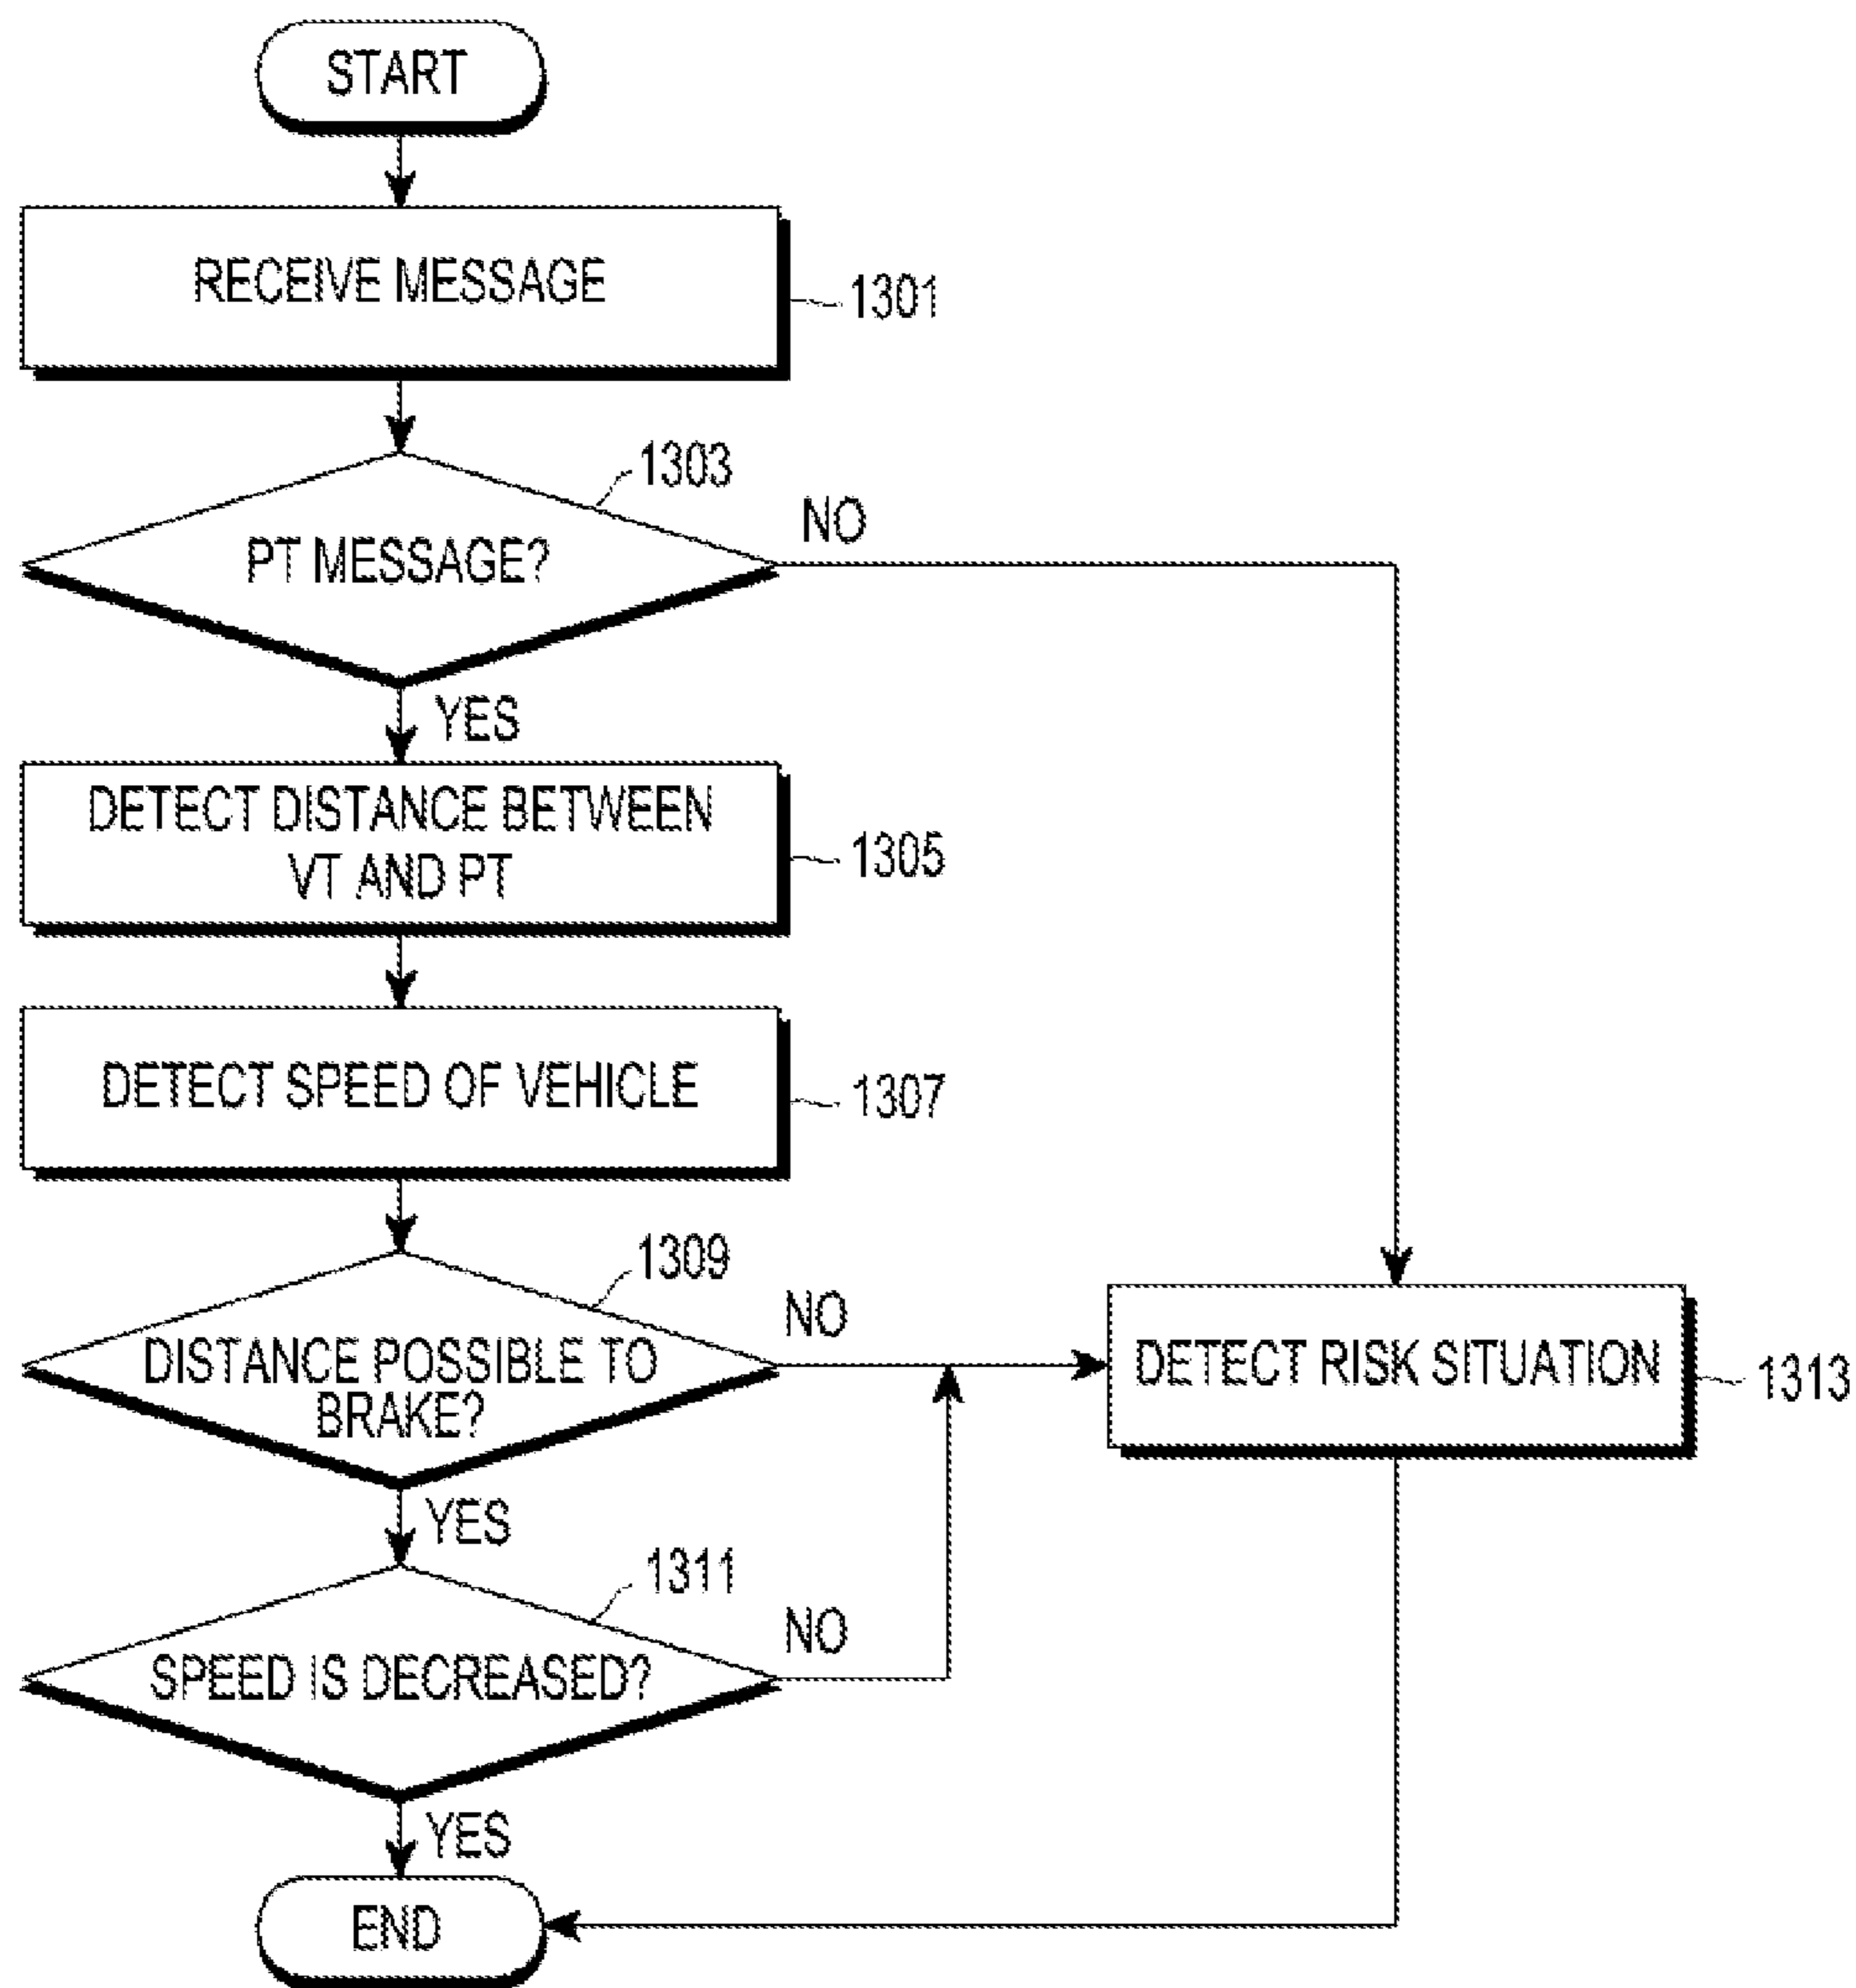 START
RECEIVE MESSAGE
1301
1303
PT MESSAGE?
NO
YES
DETECT DISTANCE BETWEEN
VT AND PT
1305
DETECT SPEED OF VEHICLE
1307
1309
DISTANCE POSSIBLE TO
BRAKE?
NO
DETECT RISK SITUATION
1313
YES
1311
SPEED IS DECREASED?
NO
YES
END